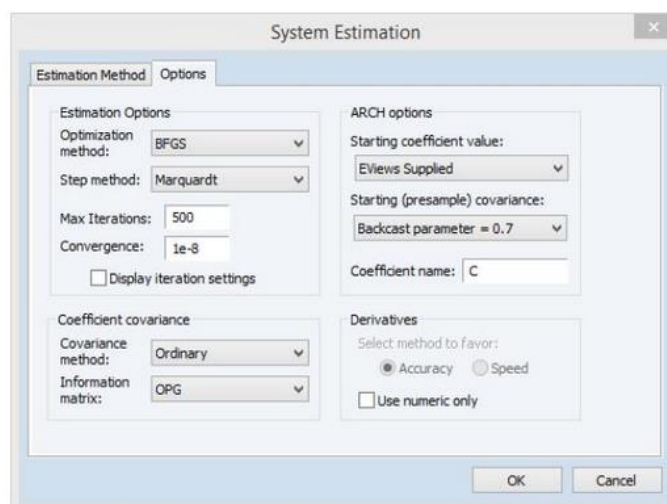 System Estimation
Estimation Method
Options
Estimation Options
Optimization method:
BFGS
Step method:
Marquardt
Max Iterations:
500
Convergence:
1e-8
Display iteration settings
Coefficient covariance
Covariance method:
Ordinary
Information matrix:
OPG
ARCH options
Starting coefficient value:
EViews Supplied
Starting (presample) covariance:
Backcast parameter = 0.7
Coefficient name:
C
Derivatives
Select method to favor:
Accuracy
Speed
Use numeric only
OK
Cancel